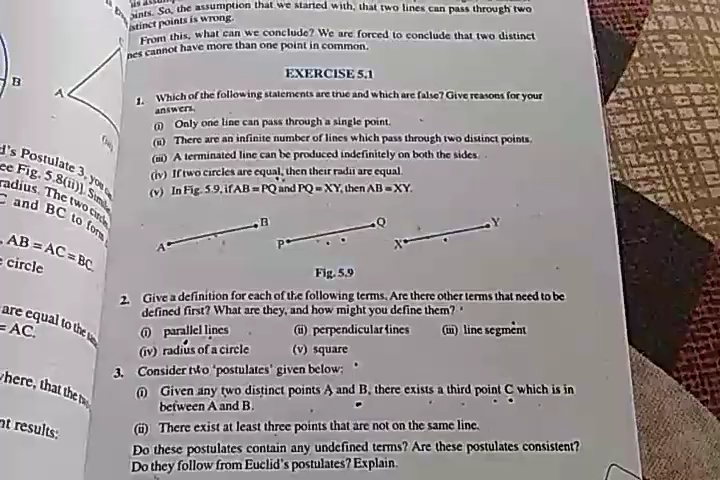 points. So, the assumption that we started with, that two lines can pass through two
distinct points is wrong.
From this, what can we conclude? We are forced to conclude that two distinct
nes cannot have more than one point in common.
EXERCISE 5.1
1. Which of the following statements are true and which are false? Give reasons for your
answers.
(i) Only one line can pass through a single point.
(ii) There are an infinite number of lines which pass through two distinct points.
(iii) A terminated line can be produced indefinitely on both the sides.
(iv) If two circles are equal, then their radii are equal.
(v) In Fig. 5.9, if AB = PQ and PQ = XY, then AB = XY.
A B P Q X Y
Fig. 5.9
2. Give a definition for each of the following terms. Are there other terms that need to be
defined first? What are they, and how might you define them?
(i) parallel lines (ii) perpendicular lines (iii) line segment
(iv) radius of a circle (v) square
3. Consider two 'postulates' given below:
(i) Given any two distinct points A and B, there exists a third point C which is in
between A and B.
(ii) There exist at least three points that are not on the same line.
Do these postulates contain any undefined terms? Are these postulates consistent?
Do they follow from Euclid's postulates? Explain.
B
A
C
(iii)
d's Postulate 3, you
ee Fig. 5.8(ii)].
radius. The two
C and BC to form
AB = AC = BC.
circle
are equal to the
= AC.
here, that the
nt results: